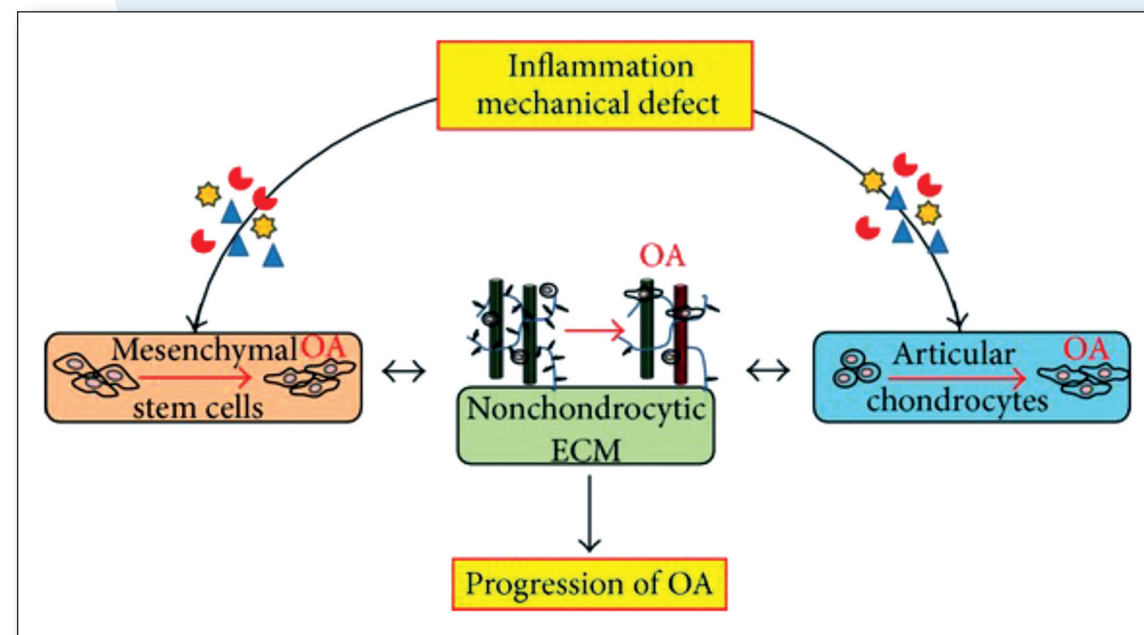 Inflammation
mechanical defect
OA
Mesenchymal OA
stem cells
Nonchondrocytic
ECM
Articular OA
chondrocytes
Progression of OA